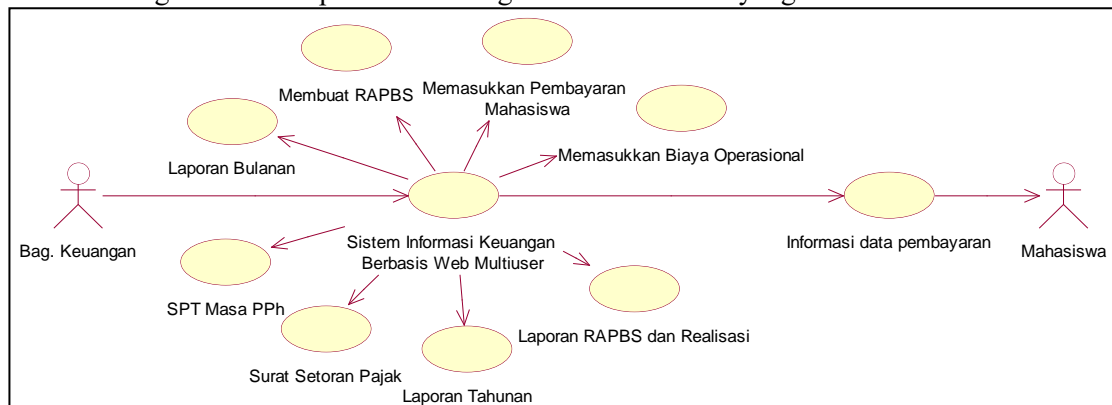 Membuat RAPBS
Memasukkan Pembayaran
Mahasiswa
Laporan Bulanan
Memasukkan Biaya Operasional
Bag. Keuangan
Sistem Informasi Keuangan
Berbasis Web Multiuser
Informasi data pembayaran
Mahasiswa
SPT Masa PPh
Laporan RAPBS dan Realisasi
Surat Setoran Pajak
Laporan Tahunan